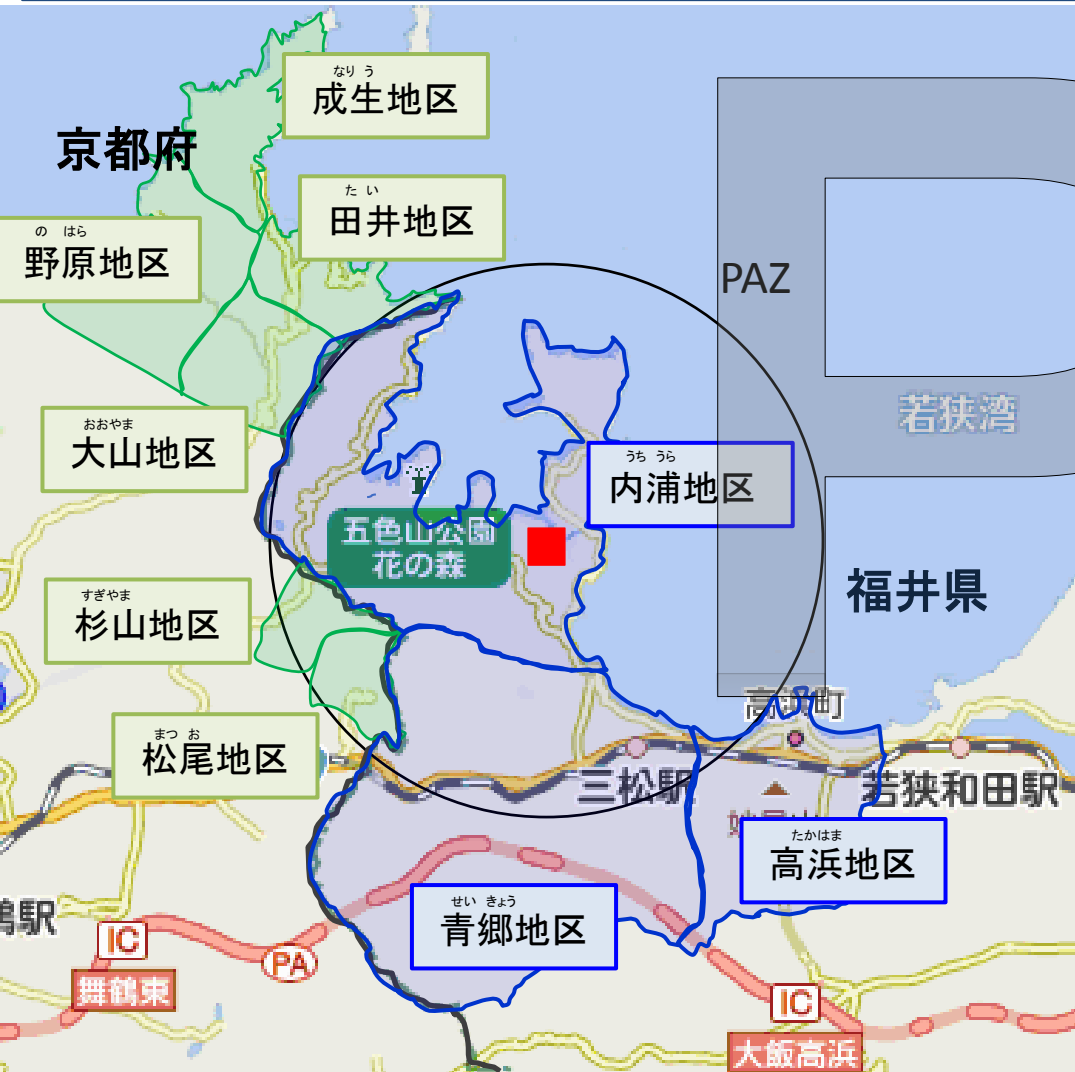 なり う
成生地区
京都府
た い
田井地区
の はら
野原地区
PAZ
若狭湾
おおやま
大山地区
うち うら
内浦地区
五色山公園
花の森
福井県
すぎやま
杉山地区
高浜町
まつ お
松尾地区
三松駅
若狭和田駅
たかはま
高浜地区
せい きょう
青郷地区
駅
IC
PA
舞鶴東
IC
大飯高浜
P